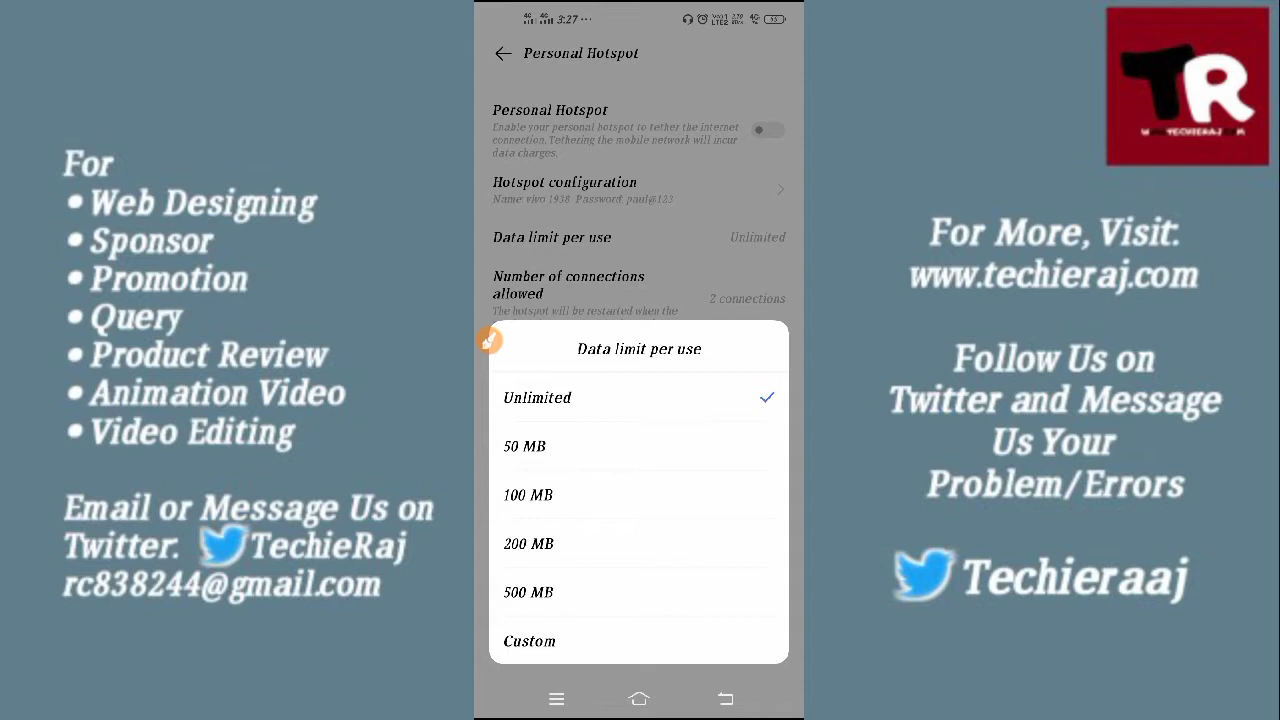 For
• Web Designing
• Sponsor
• Promotion
• Query
• Product Review
• Animation Video
• Video Editing
Email or Message Us on
Twitter. TechieRaj
rc838244@gmail.com
4G 4G 3:27 ···
LTE2 4G
Personal Hotspot
Personal Hotspot
Enable your personal hotspot to tether the Internet
connection. Tethering the mobile network will incur
data charges.
Hotspot configuration
Name: vivo 1938 Password: paul@123
Data limit per use Unlimited
Number of connections
allowed
2 connections
The hotspot will be restarted when the
Data limit per use
Unlimited
50 MB
100 MB
200 MB
500 MB
Custom
TR
For More, Visit:
www.techieraj.com
Follow Us on
Twitter and Message
Us Your
Problem/Errors
Techieraaj